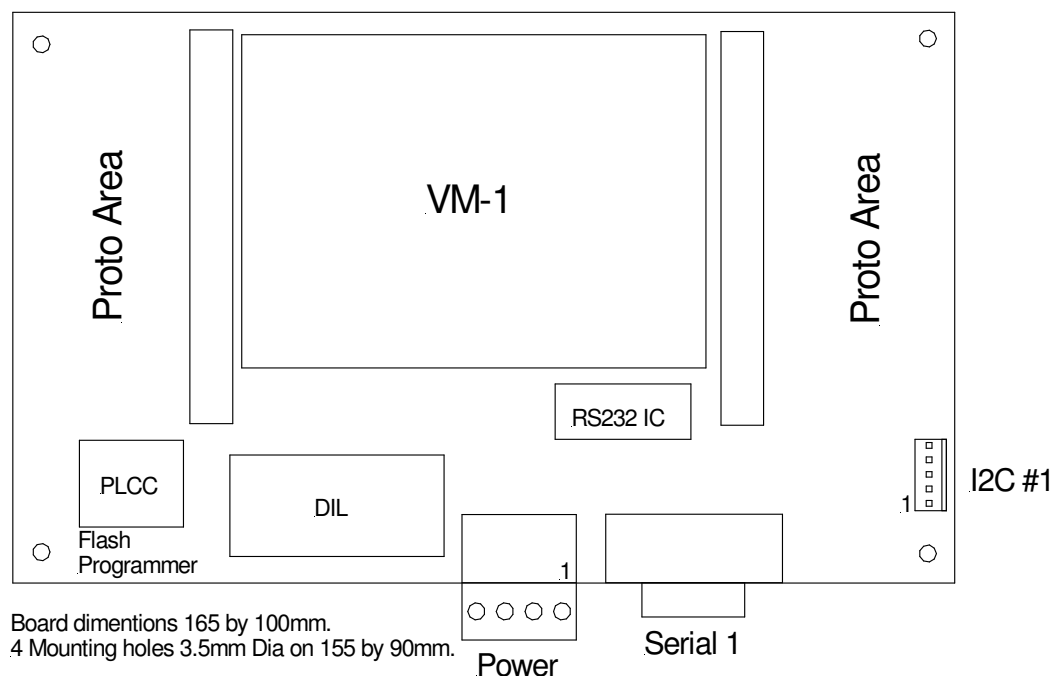 Proto Area
VM-1
Proto Area
RS232 IC
PLCC
DIL
I2C #1
1
Flash
Programmer
1
Board dimentions 165 by 100mm.
4 Mounting holes 3.5mm Dia on 155 by 90mm.
Power
Serial 1